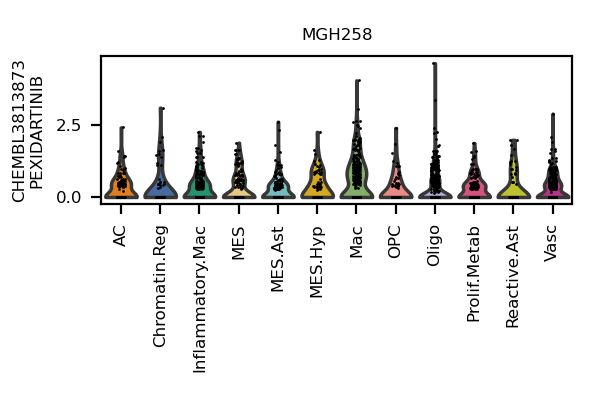 MGH258
CHEMBL3813873
PEXIDARTINIB
2.5
0.0
AC
Chromatin.Reg
Inflammatory.Mac
MES
MES.Ast
MES.Hyp
Mac
OPC
Oligo
Prolif.Metab
Reactive.Ast
Vasc